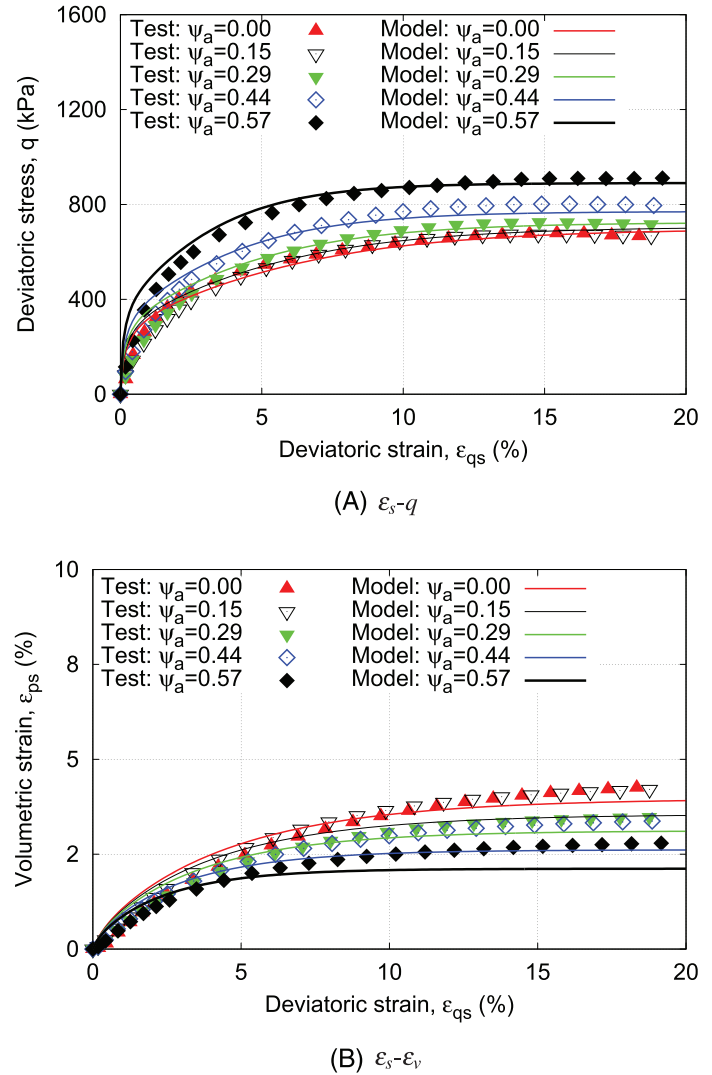 1600
1200
800
400
0
Deviatoric stress, q (kPa)
Test: ψa=0.00 Model: ψa=0.00
Test: ψa=0.15 Model: ψa=0.15
Test: ψa=0.29 Model: ψa=0.29
Test: ψa=0.44 Model: ψa=0.44
Test: ψa=0.57 Model: ψa=0.57
0 5 10 15 20
Deviatoric strain, εqs (%)
(A) εs-q
10
8
5
2
0
Volumetric strain, εps (%)
Test: ψa=0.00 Model: ψa=0.00
Test: ψa=0.15 Model: ψa=0.15
Test: ψa=0.29 Model: ψa=0.29
Test: ψa=0.44 Model: ψa=0.44
Test: ψa=0.57 Model: ψa=0.57
0 5 10 15 20
Deviatoric strain, εqs (%)
(B) εs-εv